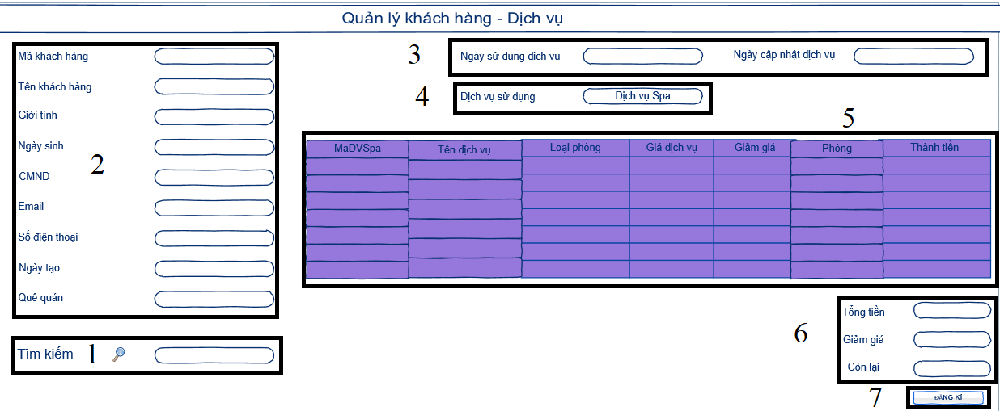 Quản lý khách hàng - Dịch vụ
Mã khách hàng
Tên khách hàng
Giới tính
Ngày sinh
2
CMND
Email
Số điện thoại
Ngày tạo
Quê quán
Tìm kiếm 1
3 Ngày sử dụng dịch vụ Ngày cập nhật dịch vụ
4 Dịch vụ sử dụng Dịch vụ Spa
5
MaDVSpa Tên dịch vụ Loại phòng Giá dịch vụ Giảm giá Phòng Thành tiền
6
Tổng tiền
Giảm giá
Còn lại
7 ĐĂNG KÍ